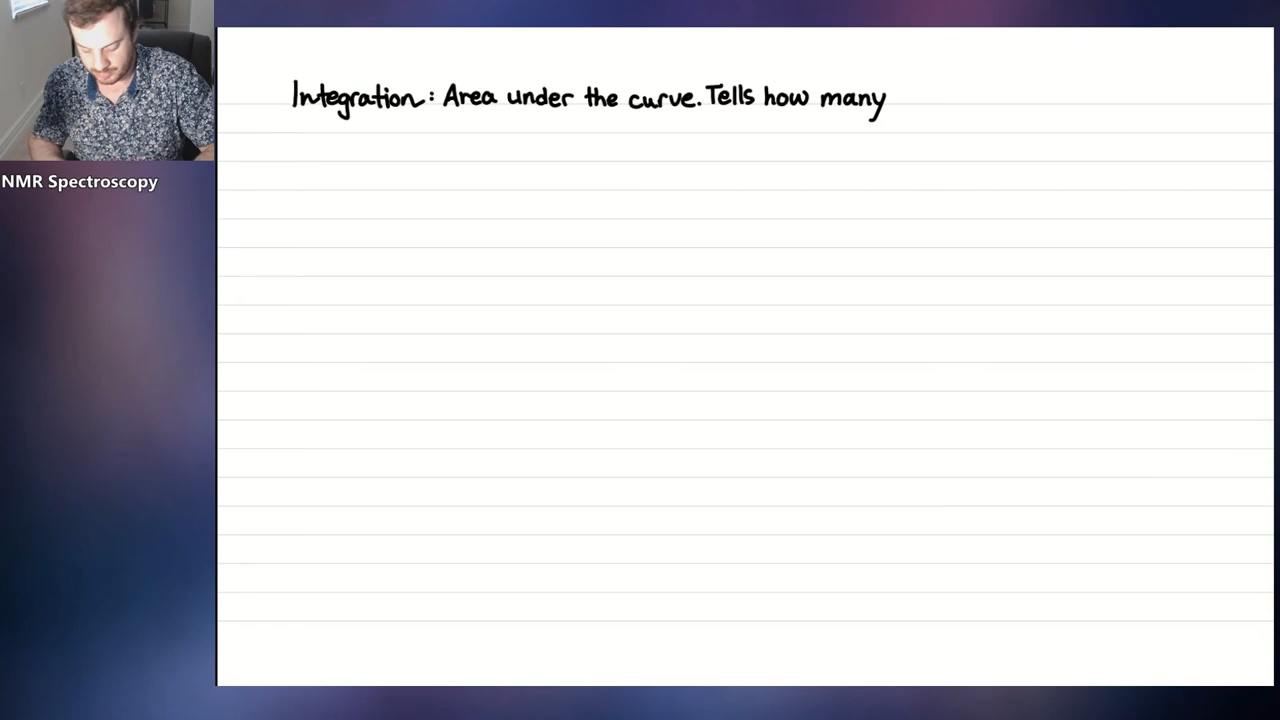 Integration: Area under the curve. Tells how many
NMR Spectroscopy